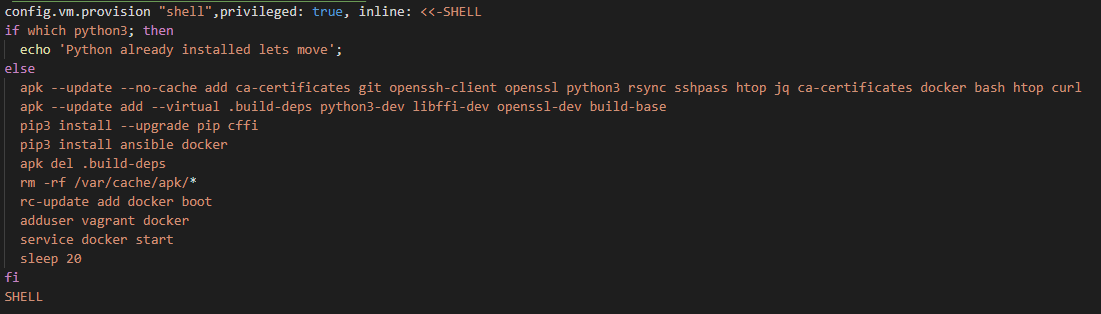 config.vm.provision "shell",privileged: true, inline: <<-SHELL
if which python3; then
  echo 'Python already installed lets move';
else
  apk --update --no-cache add ca-certificates git openssh-client openssl python3 rsync sshpass htop jq ca-certificates docker bash htop curl
  apk --update add --virtual .build-deps python3-dev libffi-dev openssl-dev build-base
  pip3 install --upgrade pip cffi
  pip3 install ansible docker
  apk del .build-deps
  rm -rf /var/cache/apk/*
  rc-update add docker boot
  adduser vagrant docker
  service docker start
  sleep 20
fi
SHELL